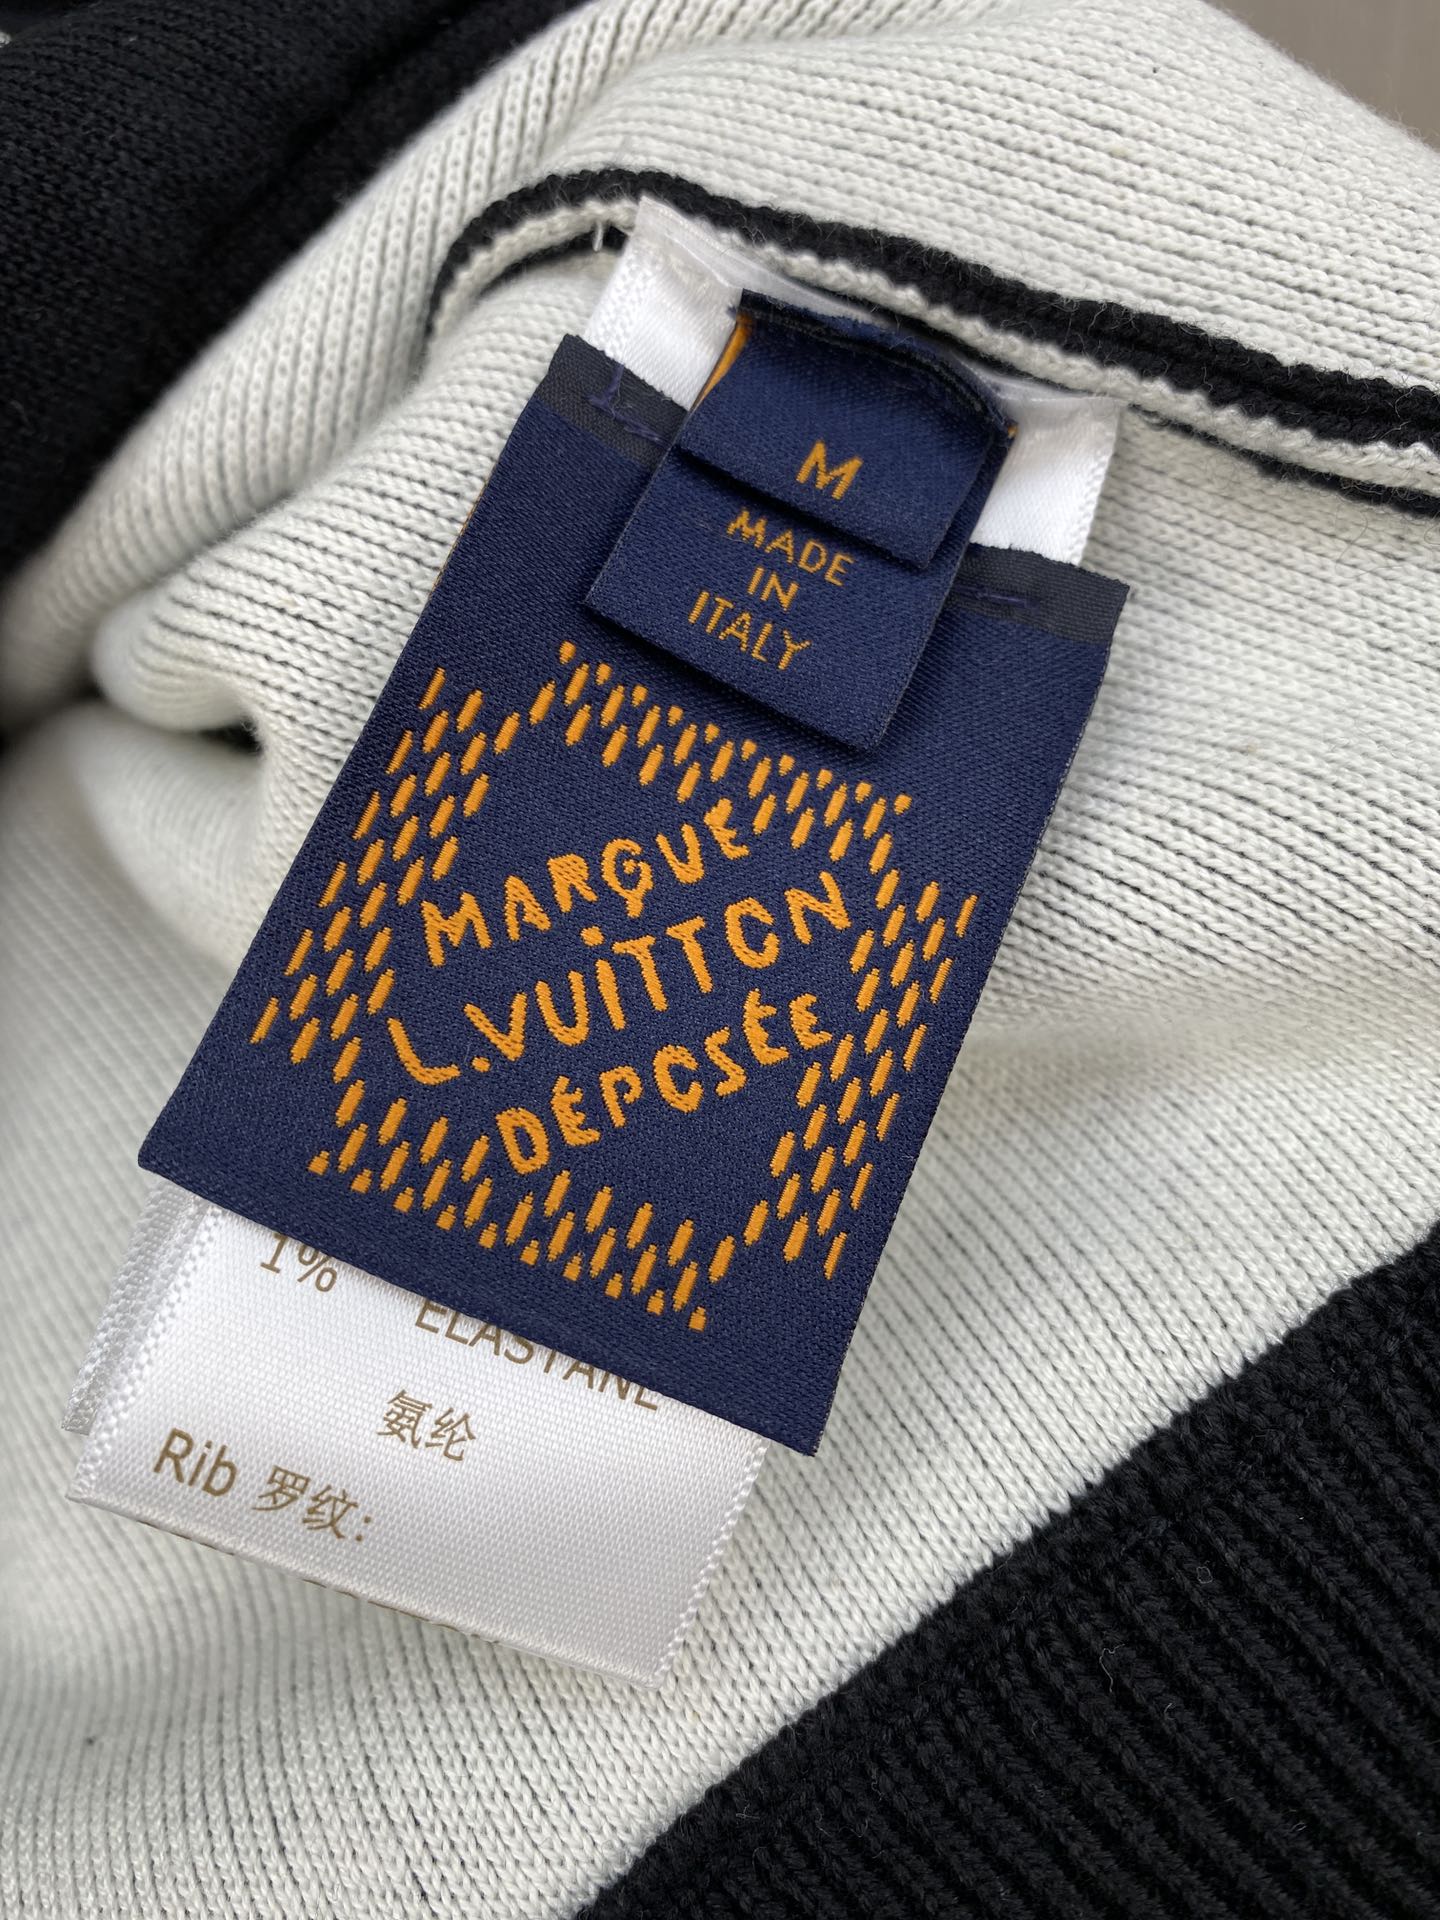 M
MADE
IN
ITALY
MARQUE
L.VUiTTON
DÉPOSÉE
1% ELASTANE
氨纶
Rib 罗纹: